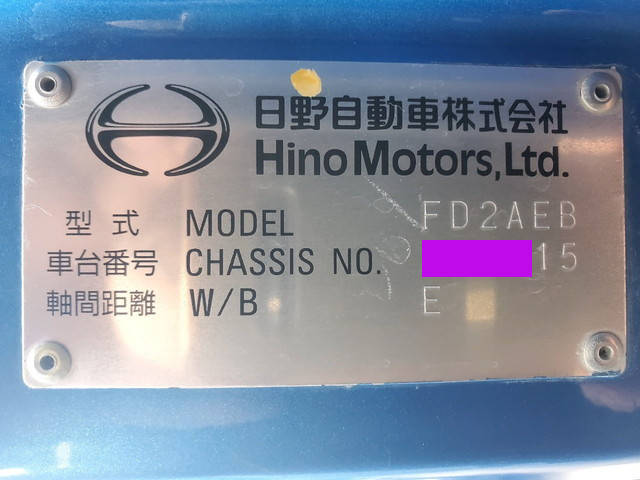 日野自動車株式会社
Hino Motors, Ltd.
型式 MODEL FD2AEB
車台番号 CHASSIS NO. 15
軸間距離 W/B E